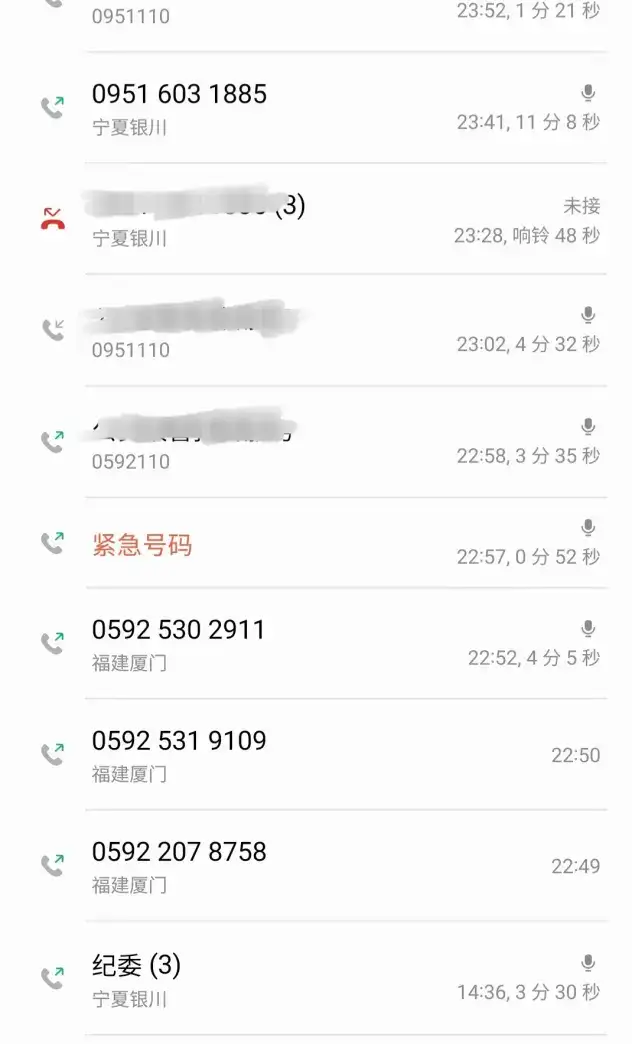 0951110
23:52, 1 分 21 秒
0951 603 1885
宁夏银川
23:41, 11 分 8 秒
(3)
宁夏银川
未接
23:28, 响铃 48 秒
0951110
23:02, 4 分 32 秒
0592110
22:58, 3 分 35 秒
紧急号码
22:57, 0 分 52 秒
0592 530 2911
福建厦门
22:52, 4 分 5 秒
0592 531 9109
福建厦门
22:50
0592 207 8758
福建厦门
22:49
纪委 (3)
宁夏银川
14:36, 3 分 30 秒